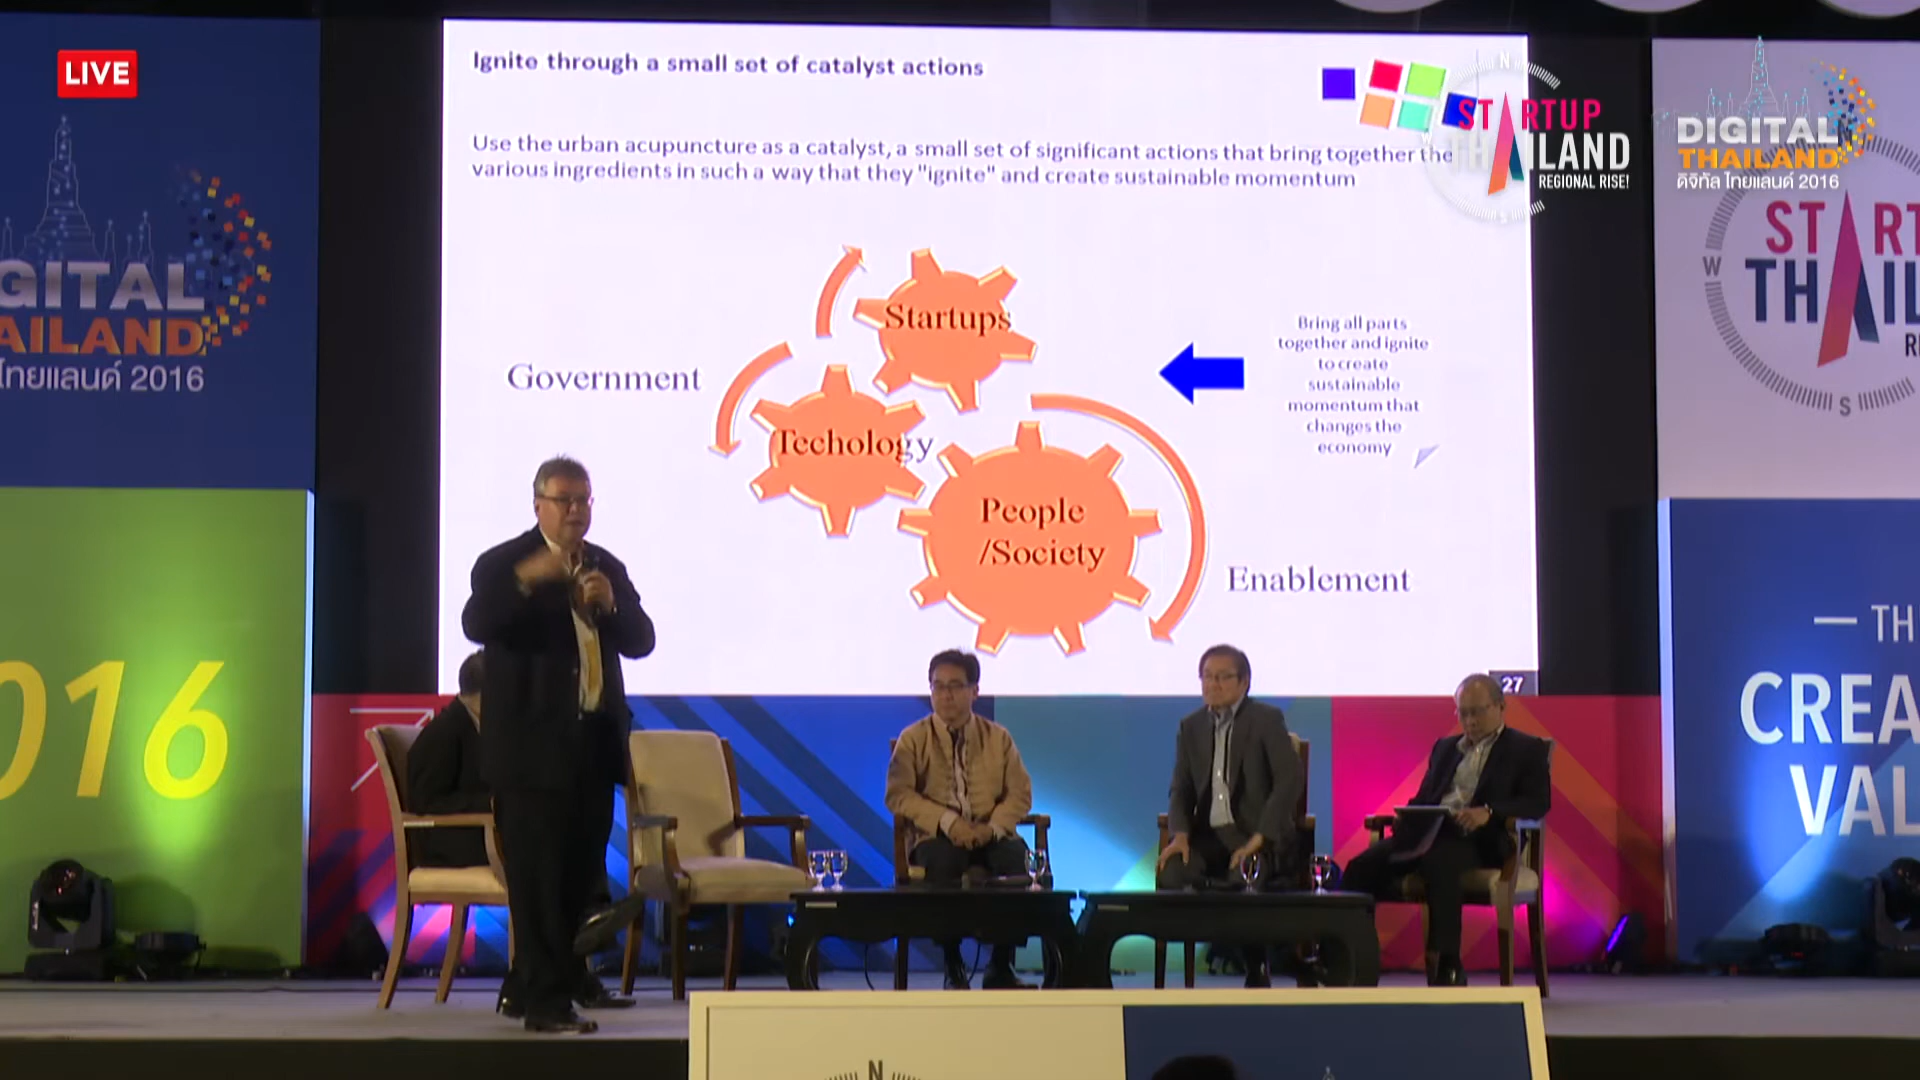 LIVE
Ignite through a small set of catalyst actions
Use the urban acupuncture as a catalyst, a small set of significant actions that bring together the
various ingredients in such a way that they "ignite" and create sustainable momentum
STARTUP
THAILAND
REGIONAL RISE!
N
S
DIGITAL
THAILAND
ดิจิทัล ไทยแลนด์ 2016
Startups
Government
Techology
People
/Society
Enablement
Bring all parts
together and ignite
to create
sustainable
momentum that
changes the
economy
27
GITAL
AILAND
ไทยแลนด์ 2016
016
START
THAIL
RE
W
S
TH
CREA
VAL
N